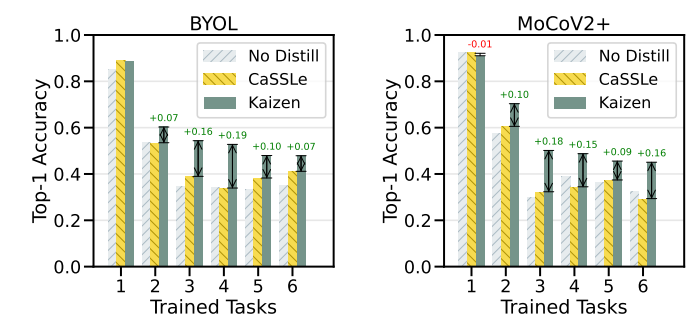 BYOL
1.0
0.8
0.6
0.4
0.2
0.0
Top-1 Accuracy
No Distill
CaSSLe
Kaizen
+0.07
+0.16
+0.19
+0.10
+0.07
1 2 3 4 5 6
Trained Tasks
MoCoV2+
1.0
0.8
0.6
0.4
0.2
0.0
Top-1 Accuracy
-0.01
No Distill
CaSSLe
Kaizen
+0.10
+0.18
+0.15
+0.09
+0.16
1 2 3 4 5 6
Trained Tasks